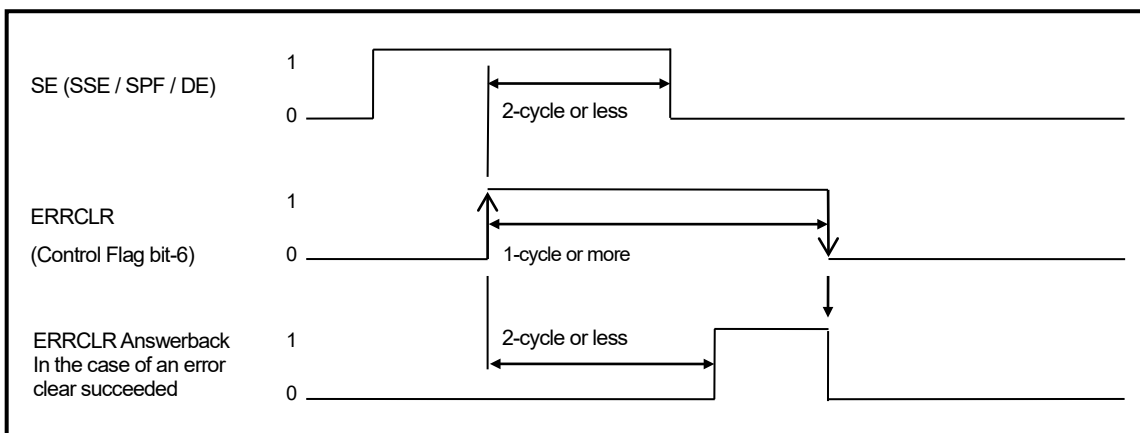 1
SE (SSE / SPF / DE)
0
2-cycle or less
1
ERRCLR
(Control Flag bit-6)
0
1-cycle or more
ERRCLR Answerback
In the case of an error
clear succeeded
1
0
2-cycle or less